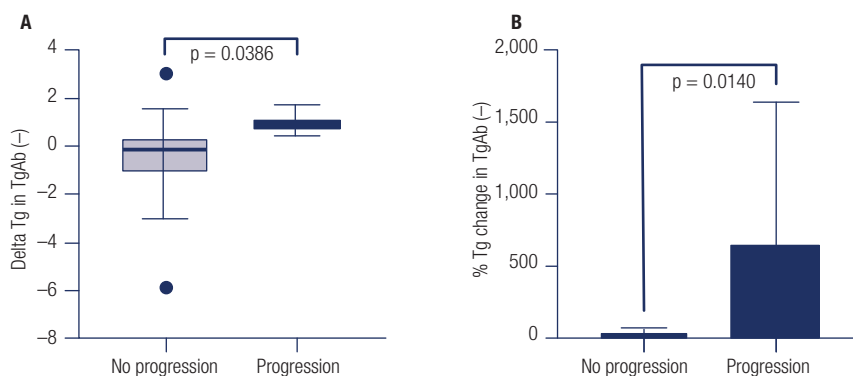 A
Delta Tg in TgAb (–)
4
2
0
–2
–4
–6
–8
p = 0.0386
No progression
Progression
B
% Tg change in TgAb (–)
2,000
1,500
1,000
500
0
p = 0.0140
No progression
Progression